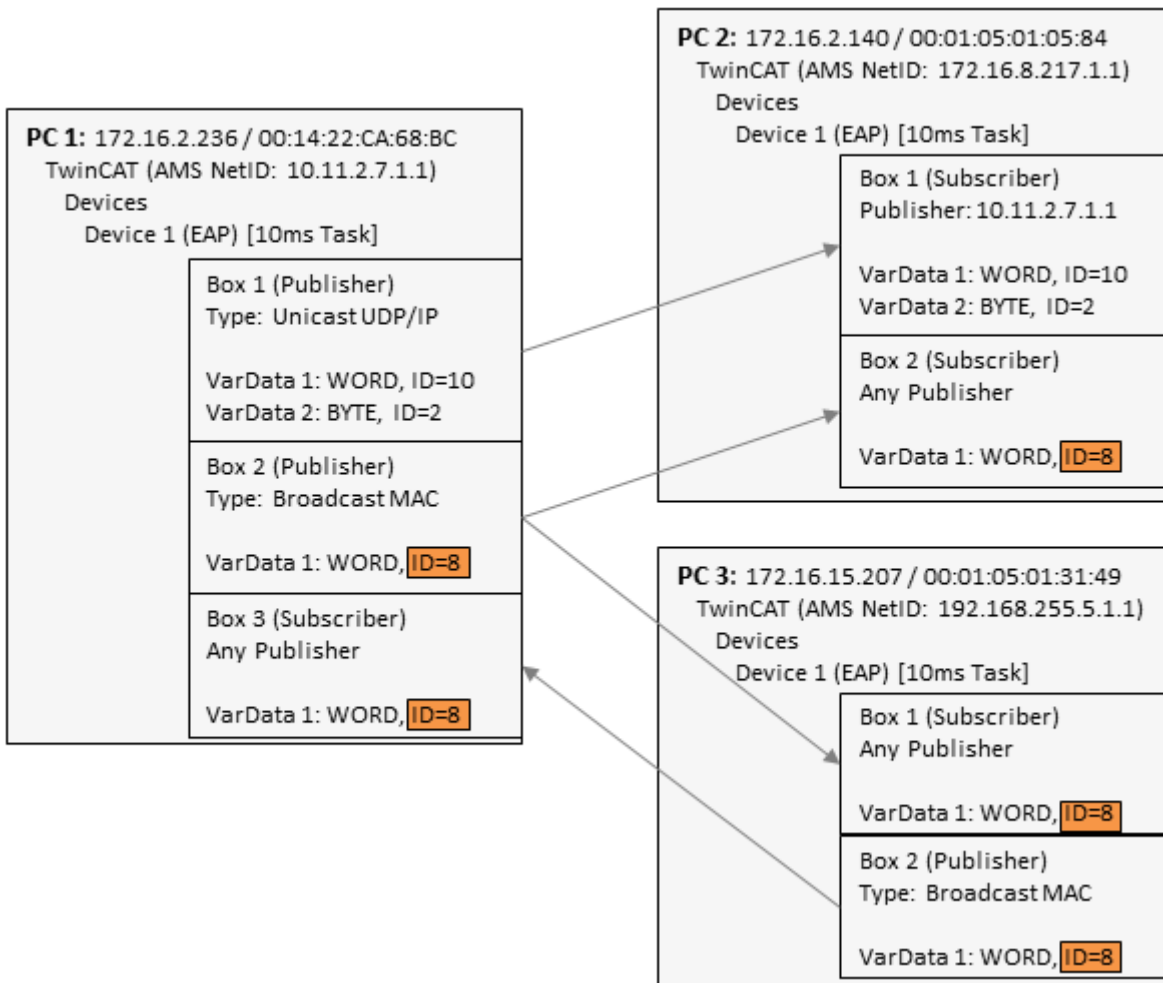 PC 1: 172.16.2.236 / 00:14:22:CA:68:BC
TwinCAT (AMS NetID: 10.11.2.7.1.1)
Devices
Device 1 (EAP) [10ms Task]
Box 1 (Publisher)
Type: Unicast UDP/IP
VarData 1: WORD, ID=10
VarData 2: BYTE, ID=2
Box 2 (Publisher)
Type: Broadcast MAC
VarData 1: WORD, ID=8
Box 3 (Subscriber)
Any Publisher
VarData 1: WORD, ID=8
PC 2: 172.16.2.140 / 00:01:05:01:05:84
TwinCAT (AMS NetID: 172.16.8.217.1.1)
Devices
Device 1 (EAP) [10ms Task]
Box 1 (Subscriber)
Publisher: 10.11.2.7.1.1
VarData 1: WORD, ID=10
VarData 2: BYTE, ID=2
Box 2 (Subscriber)
Any Publisher
VarData 1: WORD, ID=8
PC 3: 172.16.15.207 / 00:01:05:01:31:49
TwinCAT (AMS NetID: 192.168.255.5.1.1)
Devices
Device 1 (EAP) [10ms Task]
Box 1 (Subscriber)
Any Publisher
VarData 1: WORD, ID=8
Box 2 (Publisher)
Type: Broadcast MAC
VarData 1: WORD, ID=8